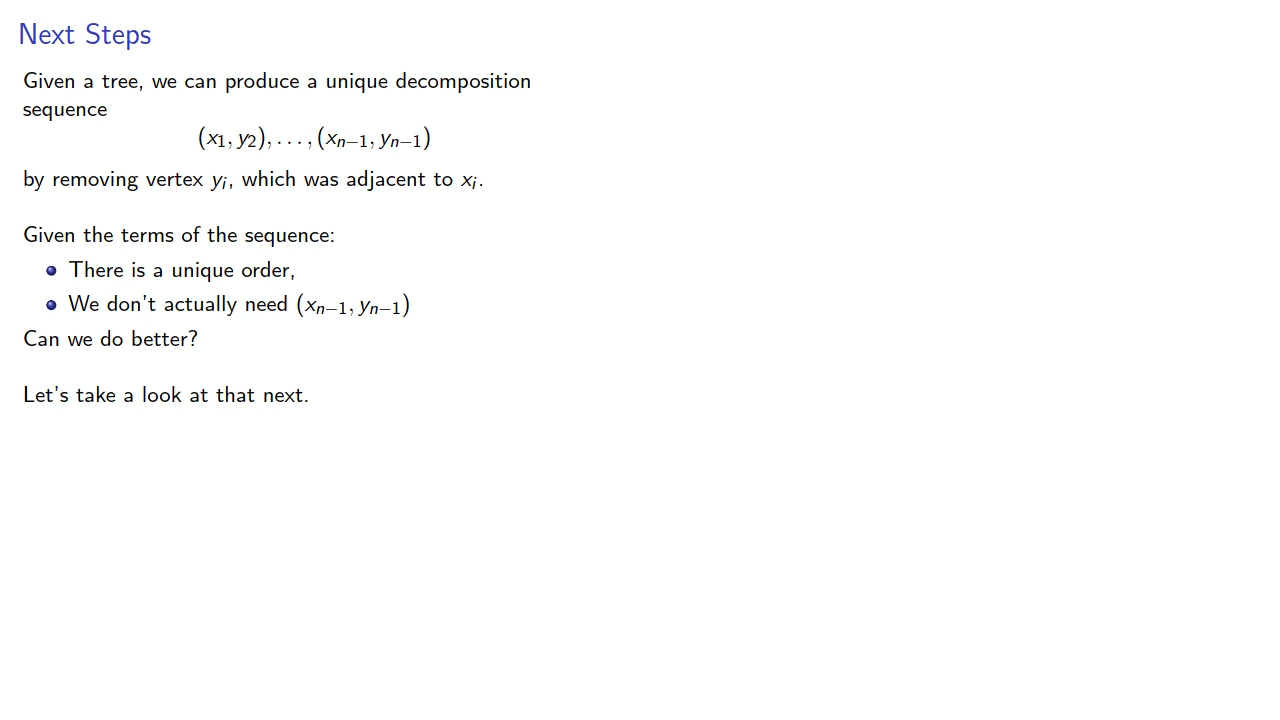 Next Steps
Given a tree, we can produce a unique decomposition
sequence
(x₁, y₂), . . . , (xₙ₋₁, yₙ₋₁)
by removing vertex yᵢ, which was adjacent to xᵢ.
Given the terms of the sequence:
There is a unique order,
We don't actually need (xₙ₋₁, yₙ₋₁)
Can we do better?
Let's take a look at that next.